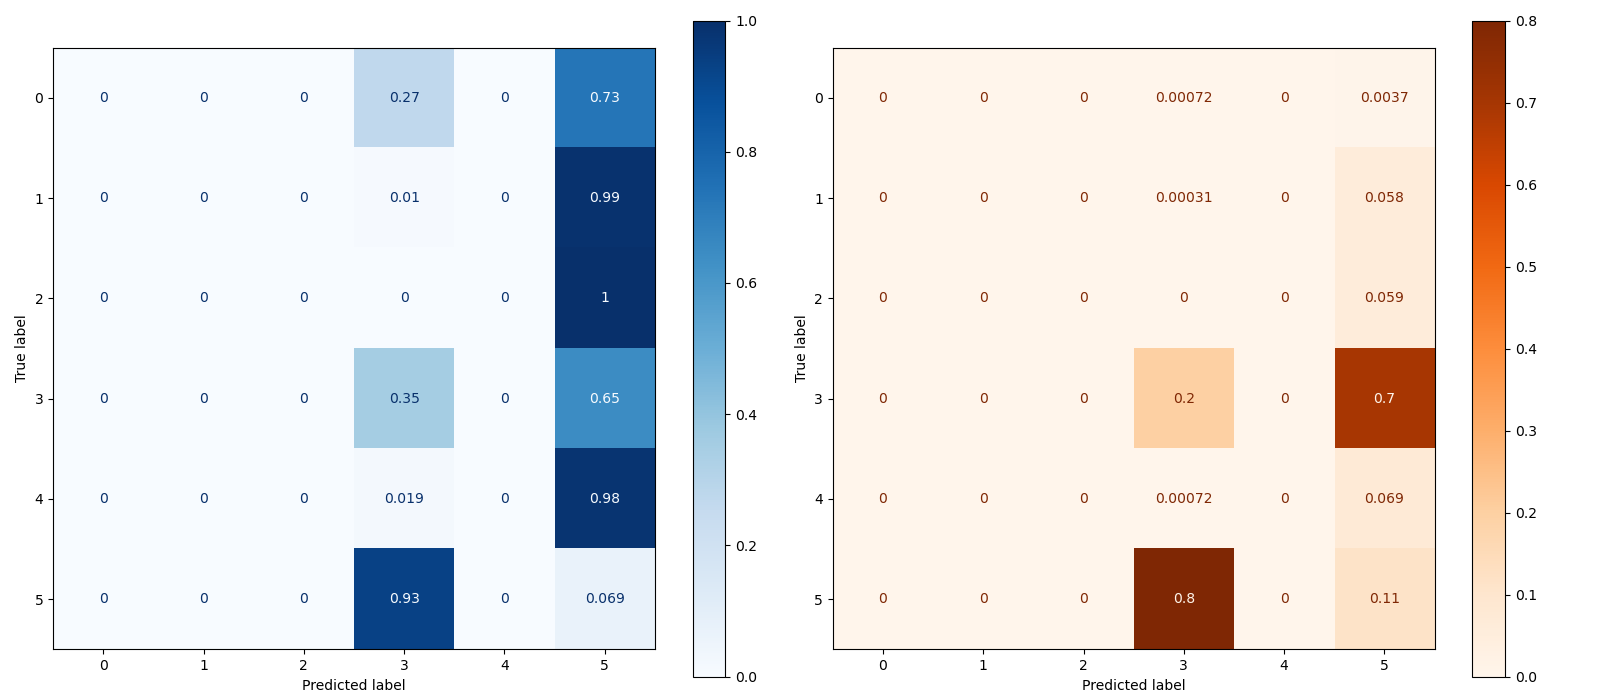 0 0 0 0.27 0 0.73
0 0 0 0.01 0 0.99
0 0 0 0 0 1
0 0 0 0.35 0 0.65
0 0 0 0.019 0 0.98
0 0 0 0.93 0 0.069
0
1
2
3
4
5
True label
0 1 2 3 4 5
Predicted label
1.0
0.8
0.6
0.4
0.2
0.0
0 0 0 0.00072 0 0.0037
0 0 0 0.00031 0 0.058
0 0 0 0 0 0.059
0 0 0 0.2 0 0.7
0 0 0 0.00072 0 0.069
0 0 0 0.8 0 0.11
0
1
2
3
4
5
True label
0 1 2 3 4 5
Predicted label
0.8
0.7
0.6
0.5
0.4
0.3
0.2
0.1
0.0